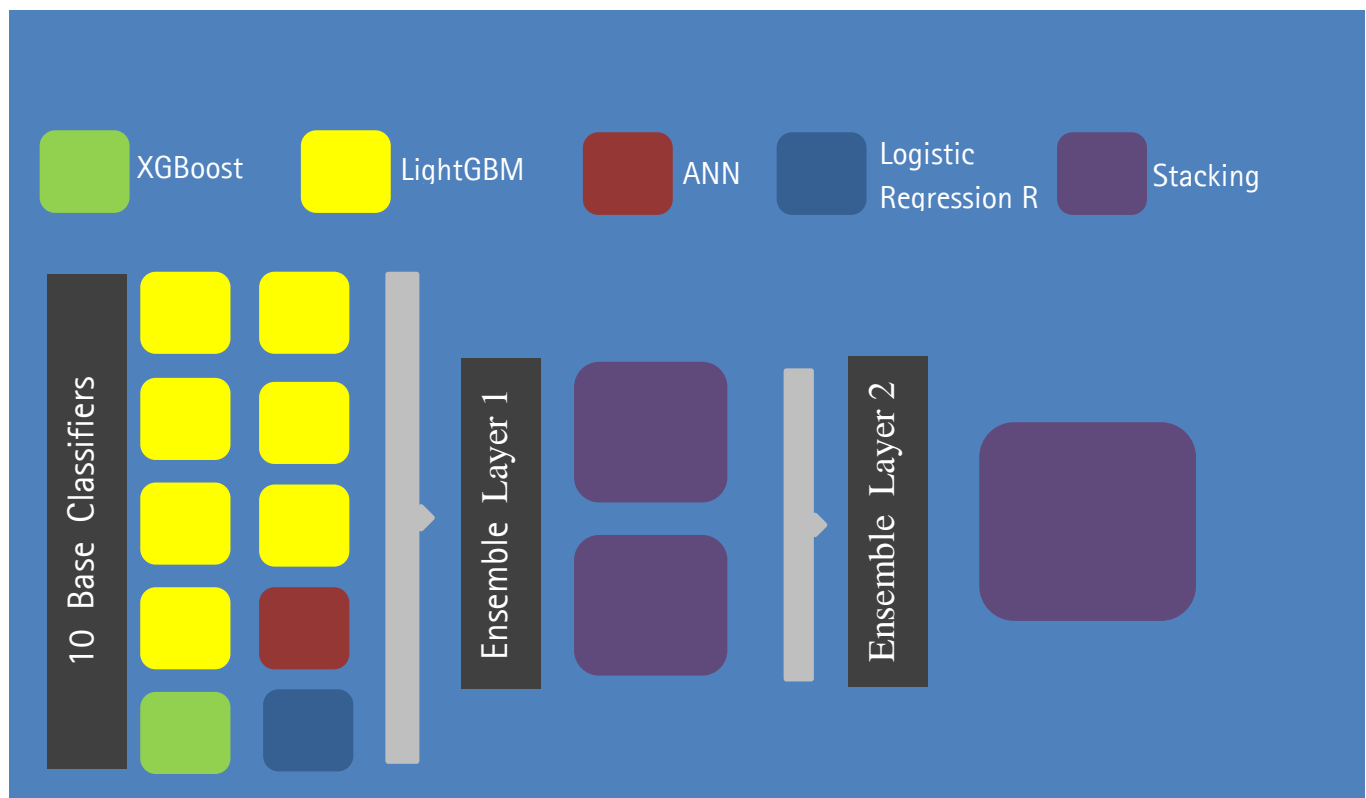 XGBoost
LightGBM
ANN
Logistic
Regression R
Stacking
10 Base Classifiers
Ensemble Layer 1
Ensemble Layer 2